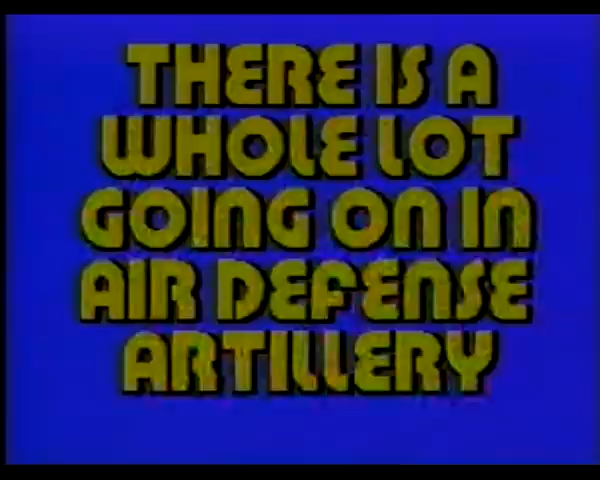 THERE IS A
WHOLE LOT
GOING ON IN
AIR DEFENSE
ARTILLERY